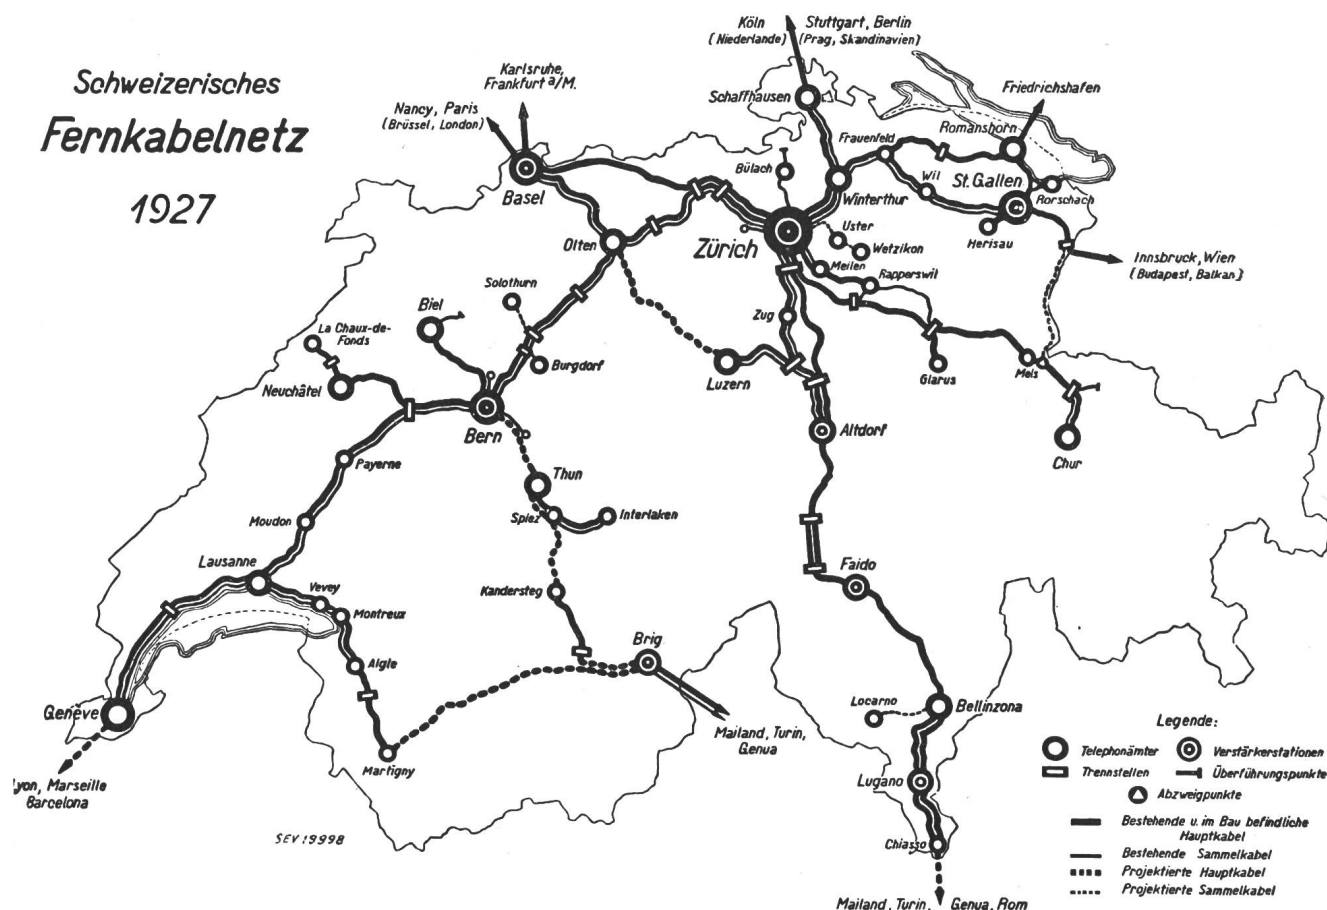 Schweizerisches
Fernkabelnetz
1927
Köln
(Niederlande)
Stuttgart, Berlin
(Prag, Skandinavien)
Karlsruhe,
Frankfurt a/M.
Nancy, Paris
(Brüssel, London)
Friedrichshafen
Schaffhausen
Romanshorn
Frauenfeld
Bülach
Wil
St. Gallen
Basel
Winterthur
Rorschach
Herisau
Uster
Wetzikon
Olten
Zürich
Innsbruck, Wien
(Budapest, Balkan)
Meilen
Rapperswil
Solothurn
Biel
Zug
La Chaux-de-
Fonds
Burgdorf
Glarus
Mels
Luzern
Neuchâtel
Bern
Altdorf
Chur
Payerne
Thun
Spiez
Interlaken
Moudon
Lausanne
Faido
Vevey
Kandersteg
Montreux
Brig
Aigle
Genève
Locarno
Bellinzona
Mailand, Turin,
Genua
Martigny
Lyon, Marseille
Barcelona
Lugano
Chiasso
SEV 19998
Mailand, Turin, Genua, Rom
Legende:
Telephonämter
Verstärkerstationen
Trennstellen
Überführungspunkte
Abzweigpunkte
Bestehende u. im Bau befindliche
Hauptkabel
Bestehende Sammelkabel
Projektierte Hauptkabel
Projektierte Sammelkabel